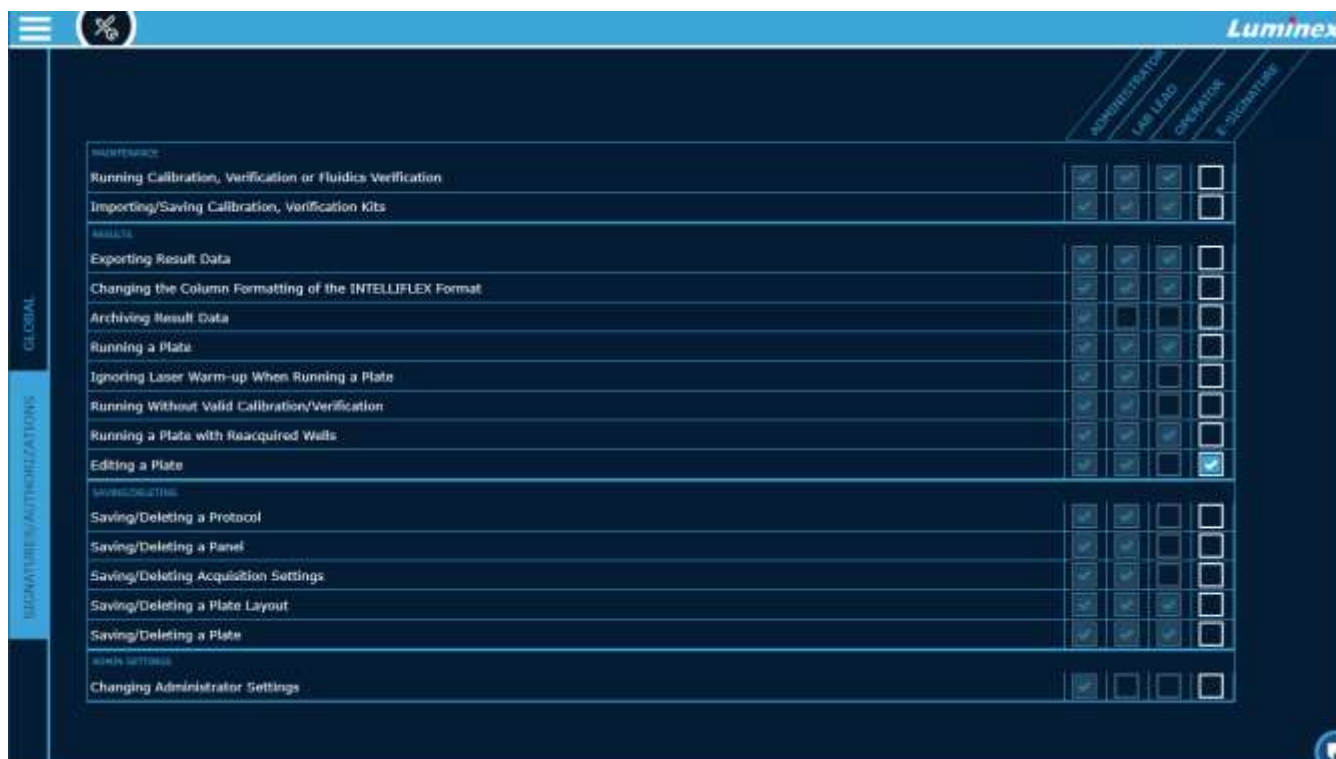 Luminex
ADMINISTRATOR
LAB LEAD
OPERATOR
E-SIGNATURE
MAINTENANCE
Running Calibration, Verification or Fluidics Verification
Importing/Saving Calibration, Verification Kits
RESULTS
Exporting Result Data
Changing the Column Formatting of the INTELLIFLEX Format
Archiving Result Data
Running a Plate
Ignoring Laser Warm-up When Running a Plate
Running Without Valid Calibration/Verification
Running a Plate with Reacquired Wells
Editing a Plate
SAVING/DELETING
Saving/Deleting a Protocol
Saving/Deleting a Panel
Saving/Deleting Acquisition Settings
Saving/Deleting a Plate Layout
Saving/Deleting a Plate
ADMIN SETTINGS
Changing Administrator Settings
GLOBAL
SIGNATURES/AUTHORIZATIONS